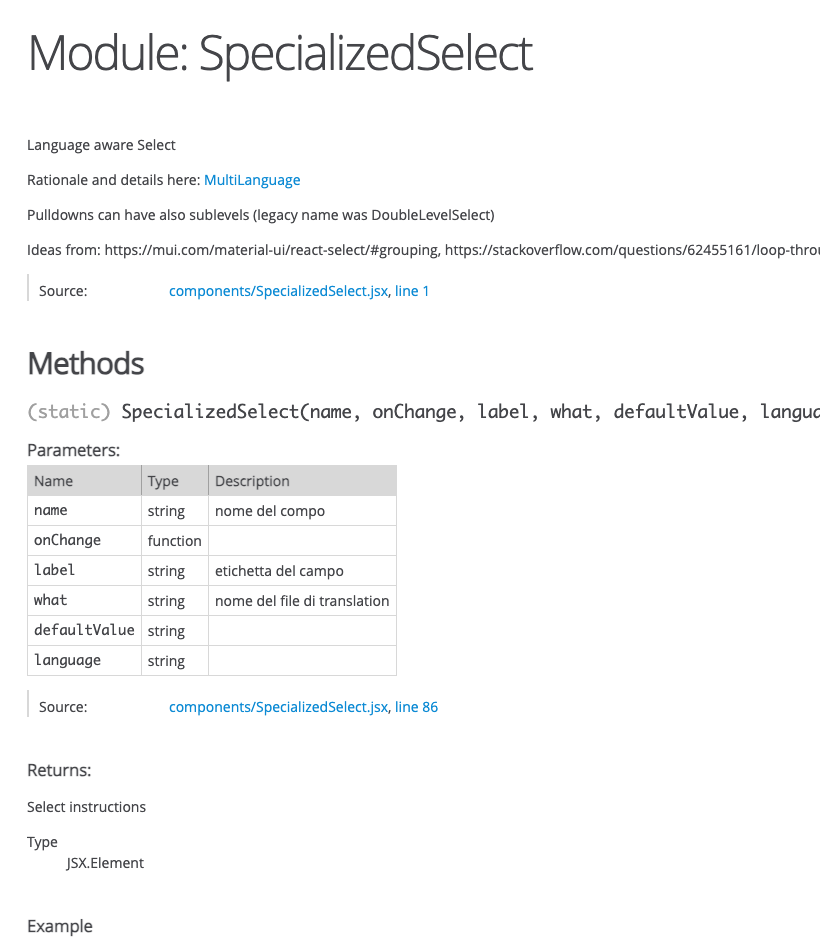 Module: SpecializedSelect
Language aware Select
Rationale and details here: MultiLanguage
Pulldowns can have also sublevels (legacy name was DoubleLevelSelect)
Ideas from: https://mui.com/material-ui/react-select/#grouping, https://stackoverflow.com/questions/62455161/loop-throu
Source: components/SpecializedSelect.jsx, line 1
Methods
(static) SpecializedSelect(name, onChange, label, what, defaultValue, langua
Parameters:
Name Type Description
name string nome del compo
onChange function
label string etichetta del campo
what string nome del file di translation
defaultValue string
language string
Source: components/SpecializedSelect.jsx, line 86
Returns:
Select instructions
Type
JSX.Element
Example